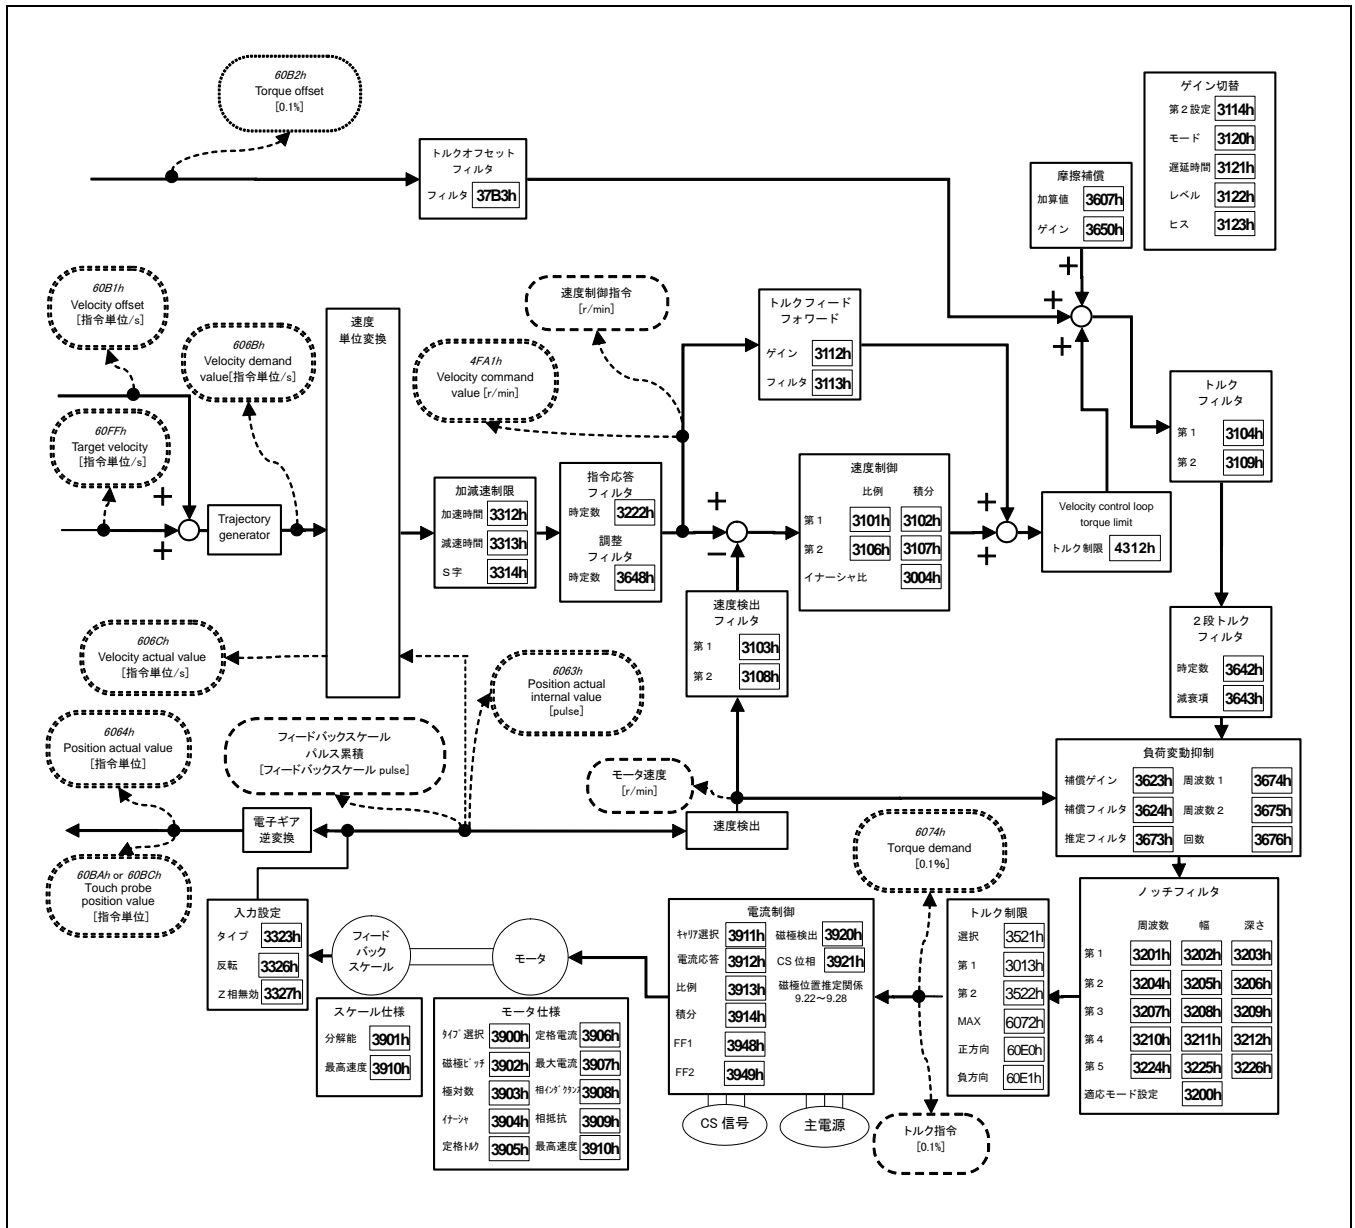 60B2h
Torque offset
[0.1%]
トルクオフセット
フィルタ
フィルタ 37B3h
ゲイン切替
第２設定 3114h
モード 3120h
遅延時間 3121h
レベル 3122h
ヒス 3123h
摩擦補償
加算値 3607h
ゲイン 3650h
+
+
+
60B1h
Velocity offset
[指令単位/s]
606Bh
Velocity demand
value[指令単位/s]
60FFh
Target velocity
[指令単位/s]
+
+
Trajectory
generator
速度
単位変換
速度制御指令
[r/min]
4FA1h
Velocity command
value [r/min]
トルクフィード
フォワード
ゲイン 3112h
フィルタ 3113h
加減速制限
加速時間 3312h
減速時間 3313h
Ｓ字 3314h
指令応答
フィルタ
時定数 3222h
調整
フィルタ
時定数 3648h
+
−
速度制御
比例 積分
第１ 3101h 3102h
第２ 3106h 3107h
イナーシャ比 3004h
+
+
Velocity control loop
torque limit
トルク制限 4312h
トルク
フィルタ
第１ 3104h
第２ 3109h
速度検出
フィルタ
第１ 3103h
第２ 3108h
２段トルク
フィルタ
時定数 3642h
減衰項 3643h
606Ch
Velocity actual value
[指令単位/s]
6063h
Position actual
internal value
[pulse]
6064h
Position actual value
[指令単位]
フィードバックスケール
パルス累積
[フィードバックスケール pulse]
モータ速度
[r/min]
負荷変動抑制
補償ゲイン 3623h 周波数１ 3674h
補償フィルタ 3624h 周波数２ 3675h
推定フィルタ 3673h 回数 3676h
電子ギア
逆変換
速度検出
60BAh or 60BCh
Touch probe
position value
[指令単位]
6074h
Torque demand
[0.1%]
入力設定
タイプ 3323h
反転 3326h
Ｚ相無効 3327h
フィード
バック
スケール
モータ
スケール仕様
分解能 3901h
最高速度 3910h
モータ仕様
ﾀｲﾌﾟ選択 3900h 定格電流 3906h
磁極ﾋﾟｯﾁ 3902h 最大電流 3907h
極対数 3903h 相ｲﾝﾀﾞｸﾀﾝｽ 3908h
ｲﾅｰｼｬ 3904h 相抵抗 3909h
定格ﾄﾙｸ 3905h 最高速度 3910h
電流制御
ｷｬﾘｱ選択 3911h 磁極検出 3920h
電流応答 3912h CS 位相 3921h
比例 3913h 磁極位置推定関係
9.22～9.28
積分 3914h
FF1 3948h
FF2 3949h
CS 信号
主電源
トルク制限
選択 3521h
第１ 3013h
第２ 3522h
MAX 6072h
正方向 60E0h
負方向 60E1h
トルク指令
[0.1%]
ノッチフィルタ
周波数 幅 深さ
第１ 3201h 3202h 3203h
第２ 3204h 3205h 3206h
第３ 3207h 3208h 3209h
第４ 3210h 3211h 3212h
第５ 3224h 3225h 3226h
適応モード設定 3200h